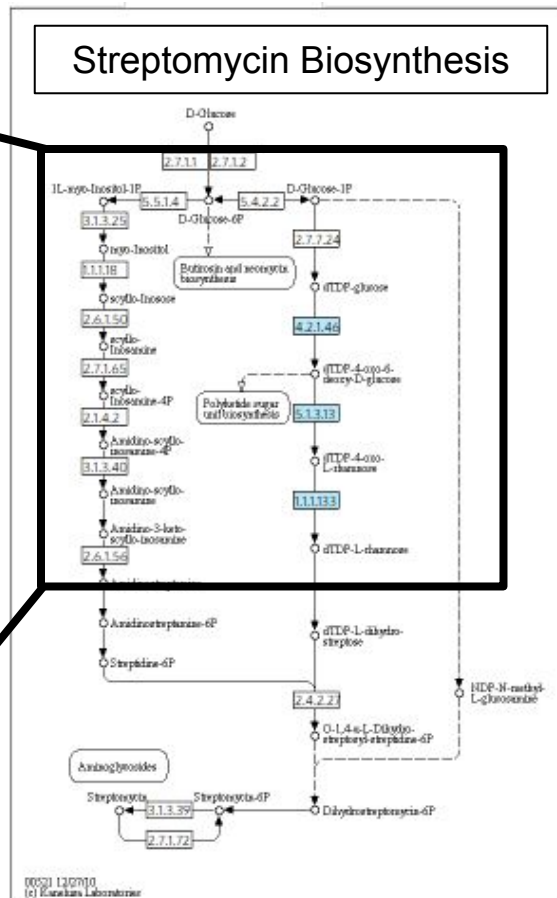 Streptomycin Biosynthesis
D-Glucose
2.7.1.1
2.7.1.2
1L-myo-Inositol-1P
5.5.1.4
5.4.2.2
D-Glucose-1P
D-Glucose-6P
3.1.3.25
2.7.7.24
myo-Inositol
Butirosin and neomycin
biosynthesis
1.1.1.18
dTDP-glucose
scyllo-Inosose
2.6.1.50
4.2.1.46
scyllo-
Inosamine
2.7.1.65
dTDP-4-oxo-6-
deoxy-D-glucose
scyllo-
Inosamine-4P
Polyketide sugar
unit biosynthesis
2.1.4.2
5.1.3.13
Amidino-scyllo-
inosamine-4P
3.1.3.40
dTDP-4-oxo-
L-rhamnose
Amidino-scyllo-
inosamine
1.1.1.133
Amidino-3-keto-
scyllo-inosamine
2.6.1.56
dTDP-L-rhamnose
Amidinostreptamine-6P
dTDP-L-dihydro-
streptose
Streptidine-6P
2.4.2.27
NDP-N-methyl-
L-glucosamine
O-1,4-α-L-Dihydro-
streptosyl-streptidine-6P
Aminoglycosides
Streptomycin
3.1.3.39
Streptomycin-6P
Dihydrostreptomycin-6P
2.7.1.72
00521 12/27/10
(c) Kanehisa Laboratories